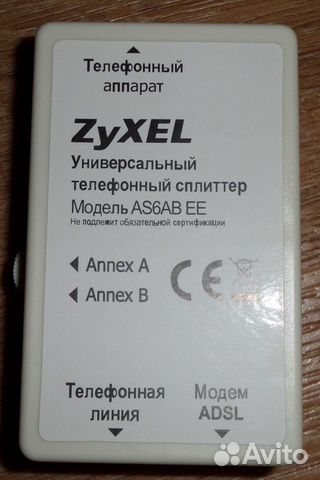 Телефонный
аппарат
ZyXEL
Универсальный
телефонный сплиттер
Модель AS6AB EE
Не подлежит обязательной сертификации
Annex A
Annex B
CE
Телефонная
линия
Модем
ADSL
Avito